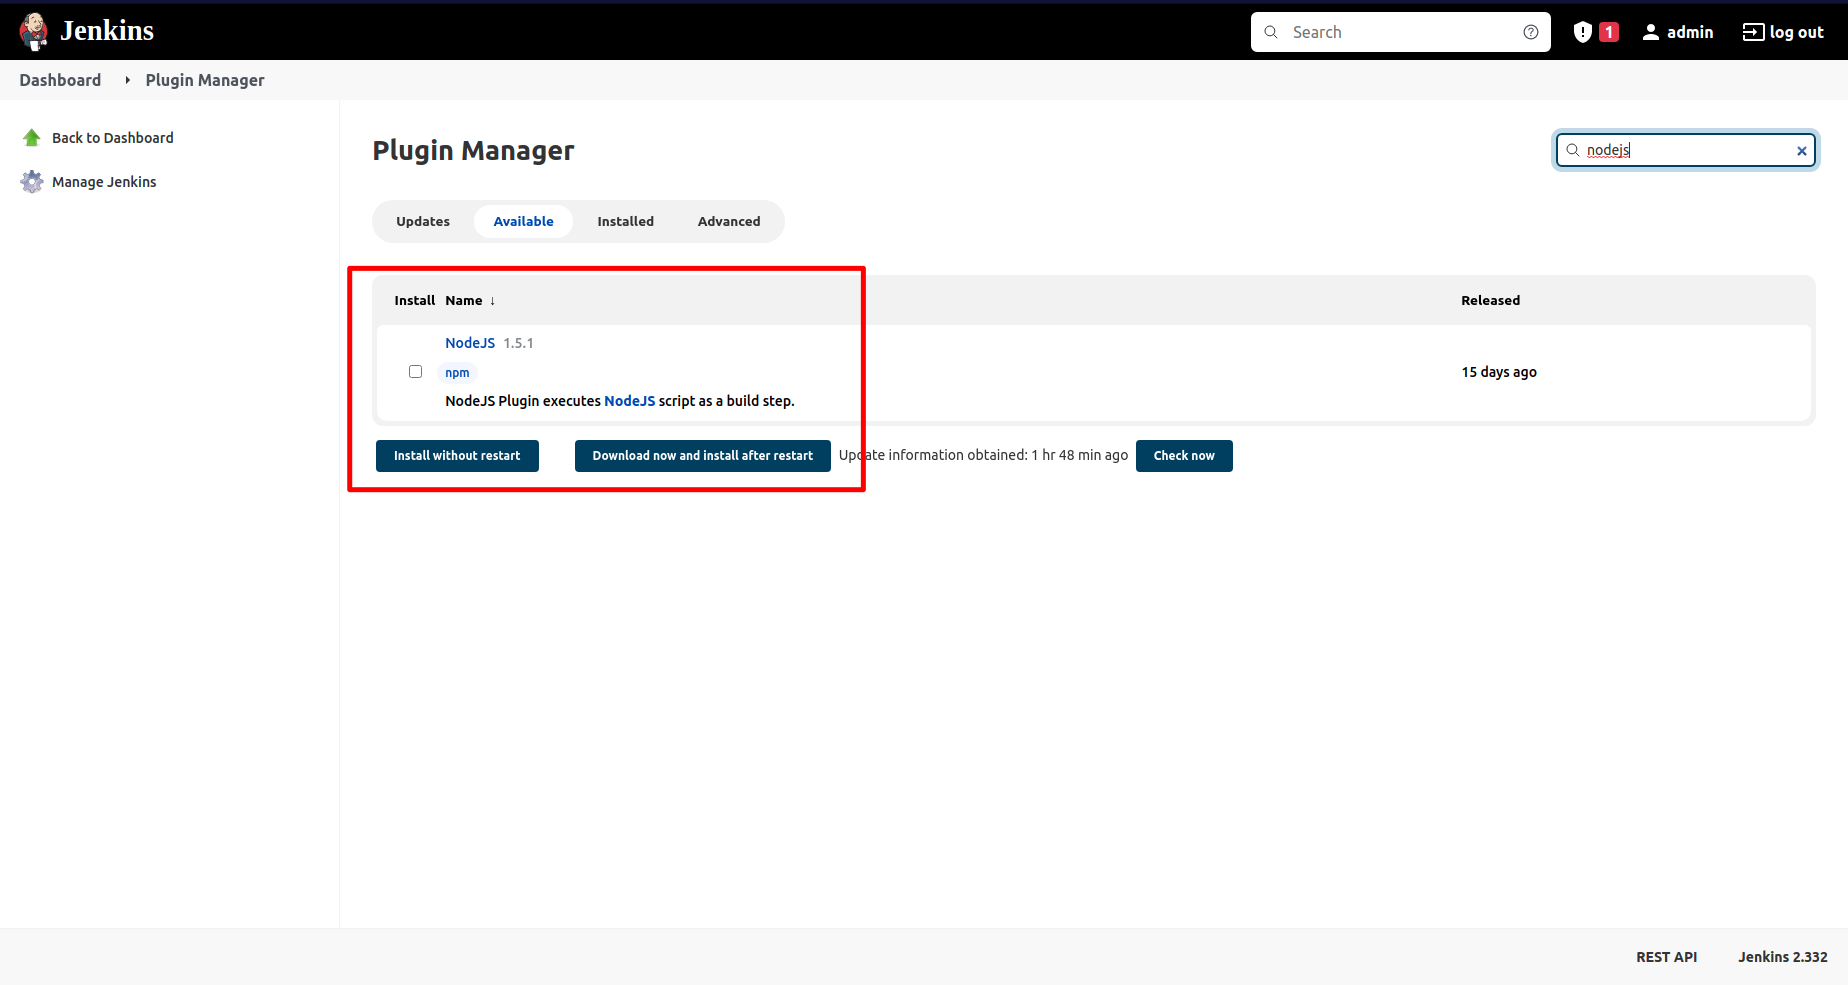 Jenkins
Search
1
admin
log out
Dashboard
Plugin Manager
Back to Dashboard
Manage Jenkins
Plugin Manager
nodejs
Updates Available Installed Advanced
Install Name ↓ Released
NodeJS 1.5.1
npm
15 days ago
NodeJS Plugin executes NodeJS script as a build step.
Install without restart
Download now and install after restart
Update information obtained: 1 hr 48 min ago
Check now
REST API
Jenkins 2.332